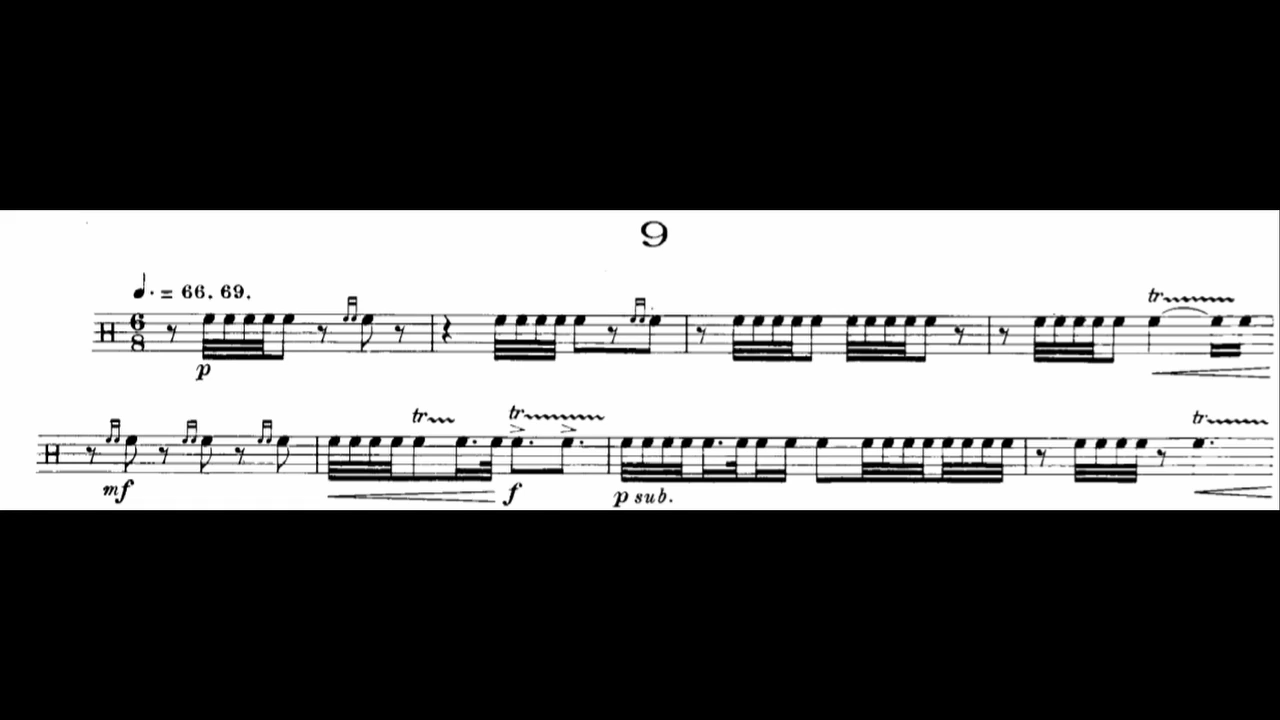 9
♩. = 66. 69.
6
8
tr
p
tr
tr
tr
mf
f
p sub.